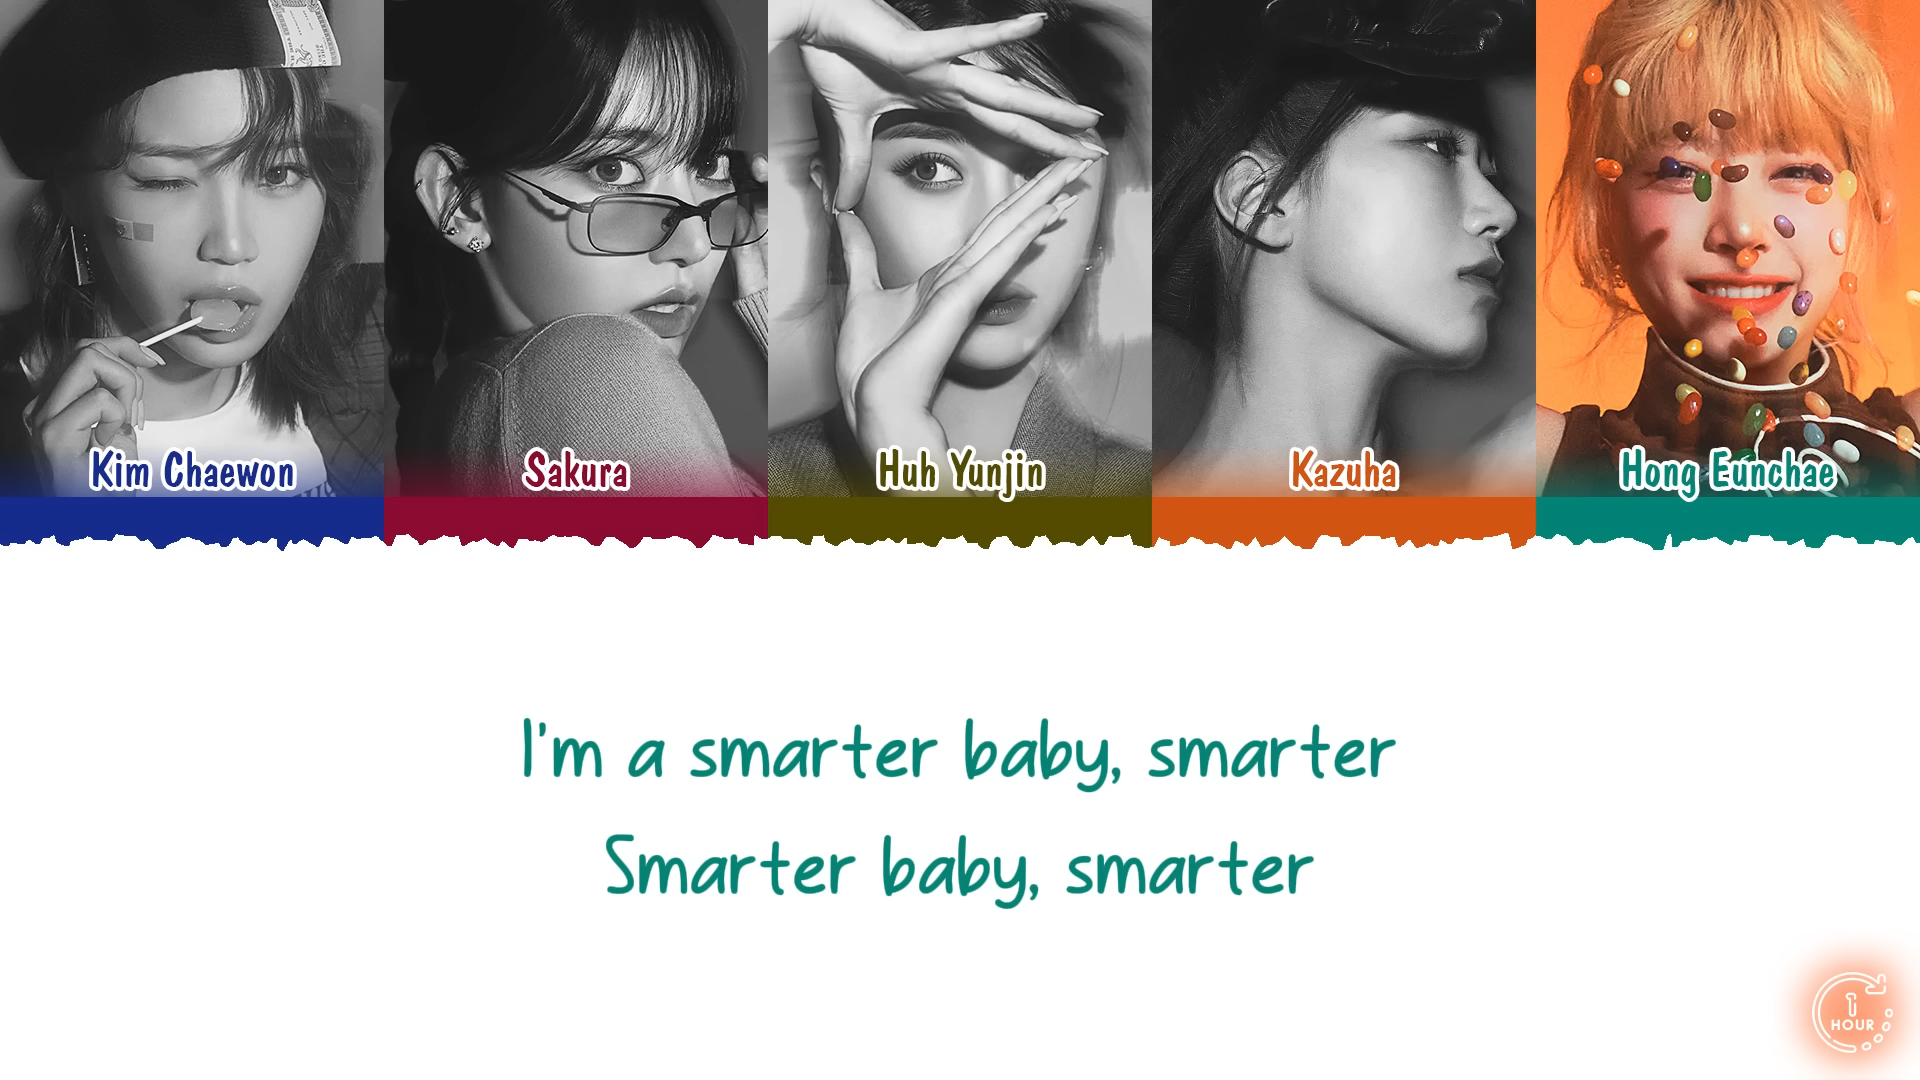 Kim Chaewon
Sakura
Huh Yunjin
Kazuha
Hong Eunchae
I'm a smarter baby, smarter
Smarter baby, smarter
1
HOUR